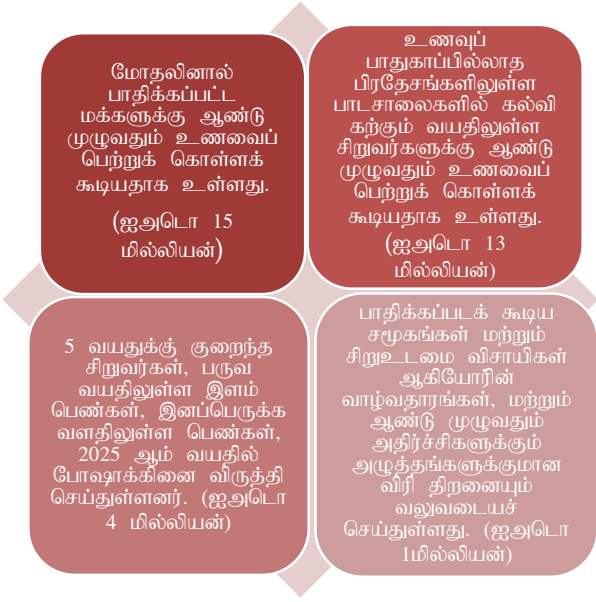 மோதலினால்
பாதிக்கப்பட்ட
மக்களுக்கு ஆண்டு
முழுவதும் உணவைப்
பெற்றுக் கொள்ளக்
கூடியதாக உள்ளது.
(ஐஅடொ 15
மில்லியன்)
உணவுப்
பாதுகாப்பில்லாத
பிரதேசங்களிலுள்ள
பாடசாலைகளில் கல்வி
கற்கும் வயதிலுள்ள
சிறுவர்களுக்கு ஆண்டு
முழுவதும் உணவைப்
பெற்றுக் கொள்ளக்
கூடியதாக உள்ளது.
(ஐஅடொ 13
மில்லியன்)
5 வயதுக்கு குறைந்த
சிறுவர்கள், பருவ
வயதிலுள்ள இளம்
பெண்கள், இனப்பெருக்க
வளதிலுள்ள பெண்கள்,
2025 ஆம் வயதில்
போஷாக்கினை விருத்தி
செய்துள்ளனர். (ஐஅடொ
4 மில்லியன்)
பாதிக்கப்படக் கூடிய
சமூகங்கள் மற்றும்
சிறுஉடமை விசாயிகள்
ஆகியோரின்
வாழ்வதாரங்கள், மற்றும்
ஆண்டு முழுவதும்
அதிர்ச்சிகளுக்கும்
அழுத்தங்களுக்குமான
விரி திறனையும்
வலுவடையச்
செய்துள்ளது. (ஐஅடொ
1மில்லியன்)